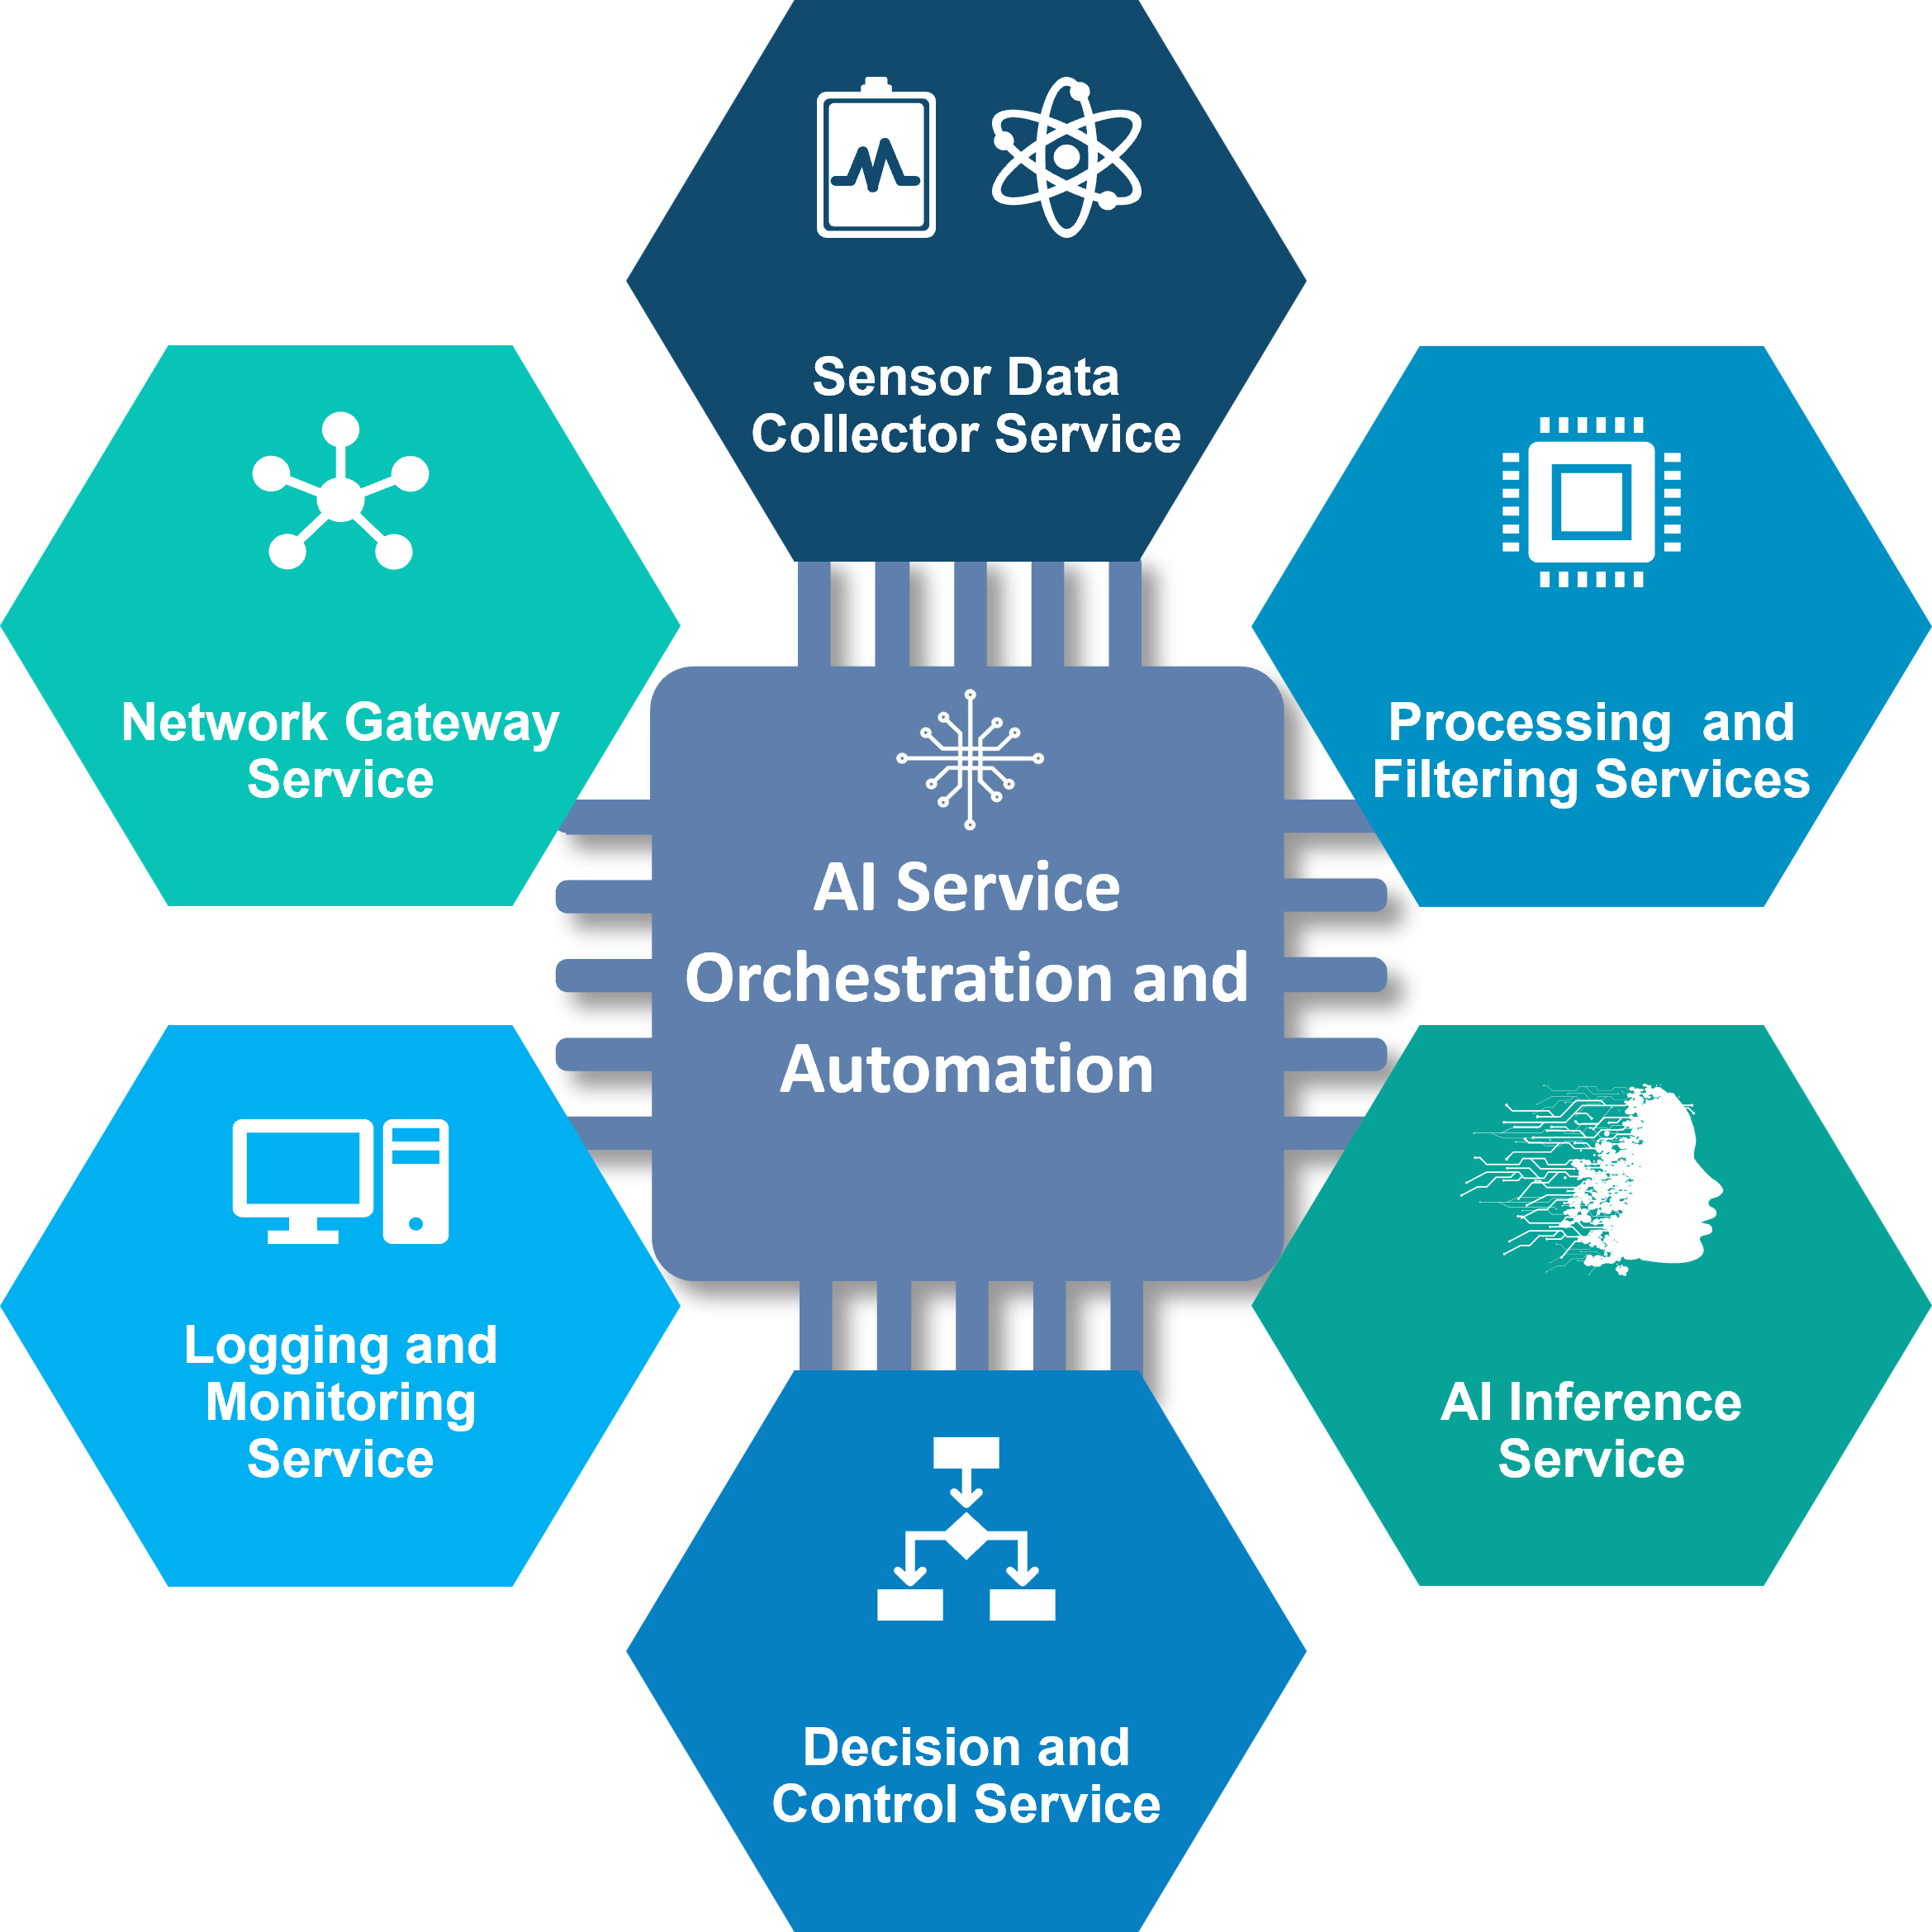 Sensor Data
Collector Service
Network Gateway
Service
Processing and
Filtering Services
AI Service
Orchestration and
Automation
Logging and
Monitoring
Service
AI Inference
Service
Decision and
Control Service